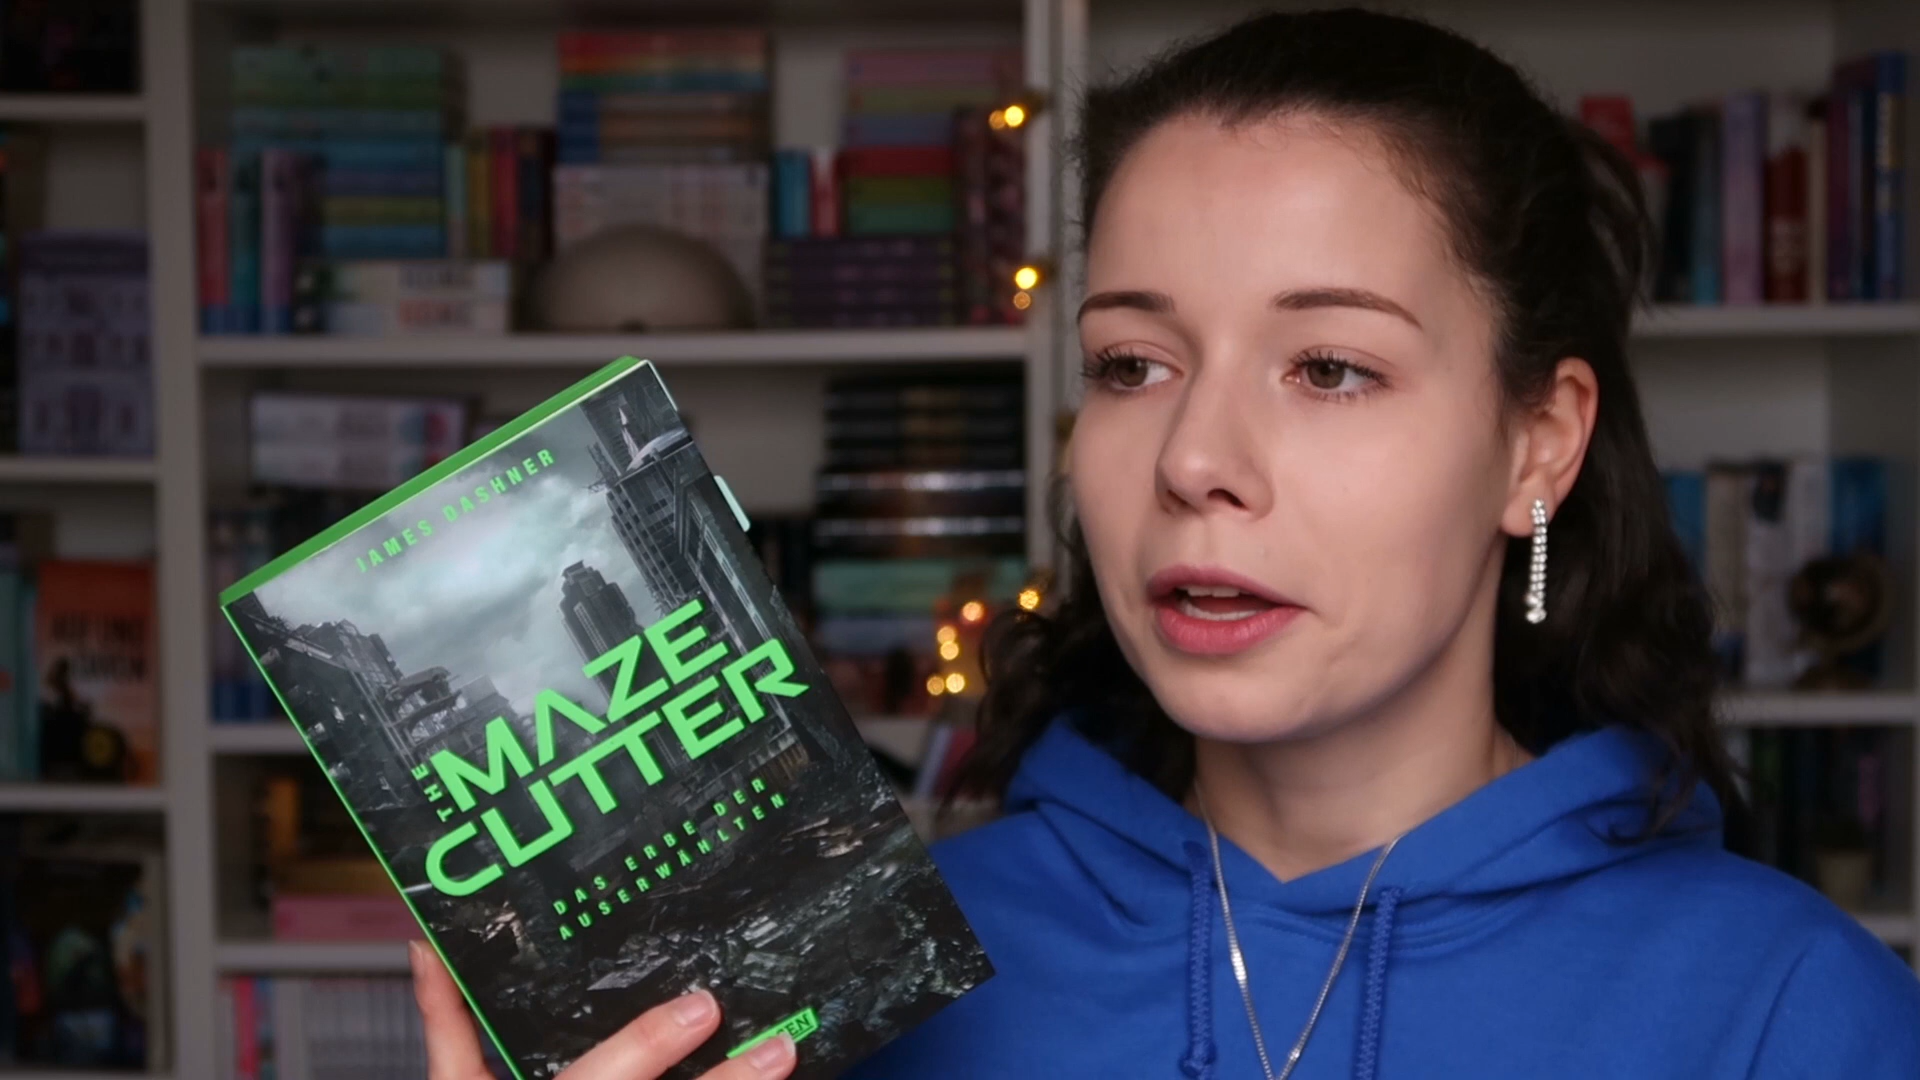 JAMES DASHNER
THE
MAZE
CUTTER
DAS ERBE DER
AUSERWÄHLTEN